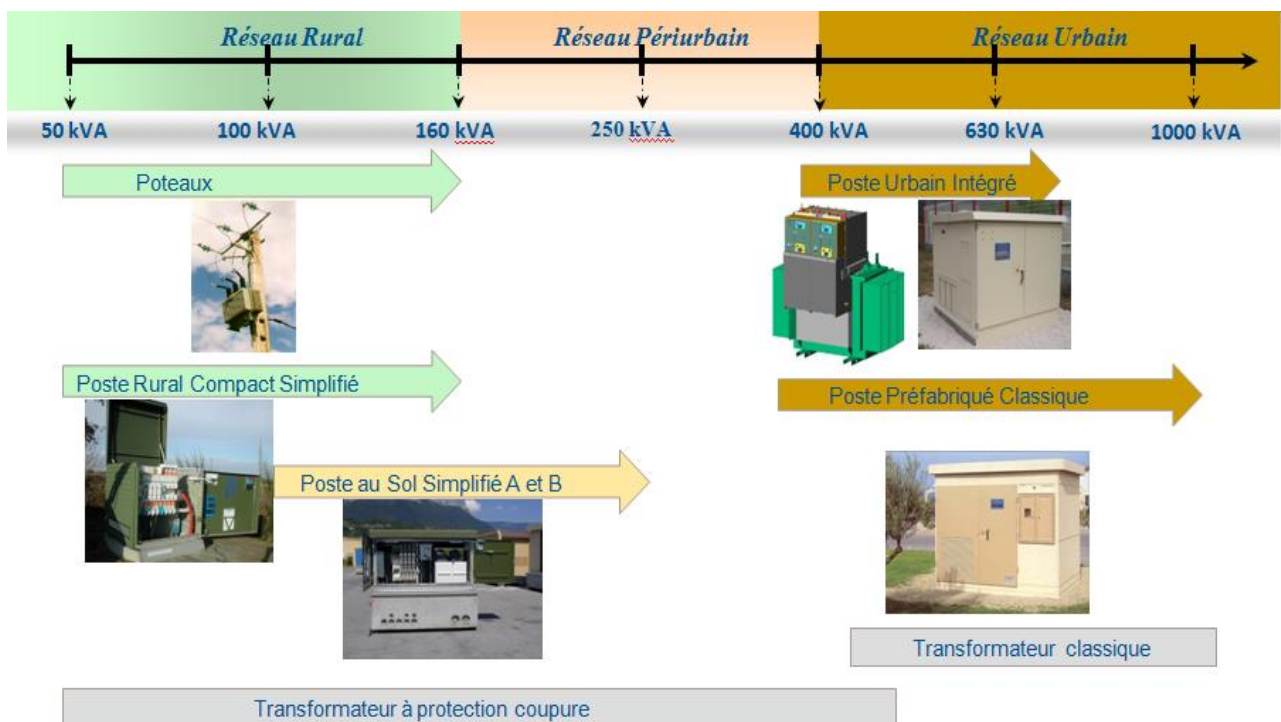 Réseau Rural
Réseau Périurbain
Réseau Urbain
50 kVA
100 kVA
160 kVA
250 kVA
400 kVA
630 kVA
1000 kVA
Poteaux
Poste Urbain Intégré
Poste Rural Compact Simplifié
Poste Préfabriqué Classique
Poste au Sol Simplifié A et B
Transformateur classique
Transformateur à protection coupure